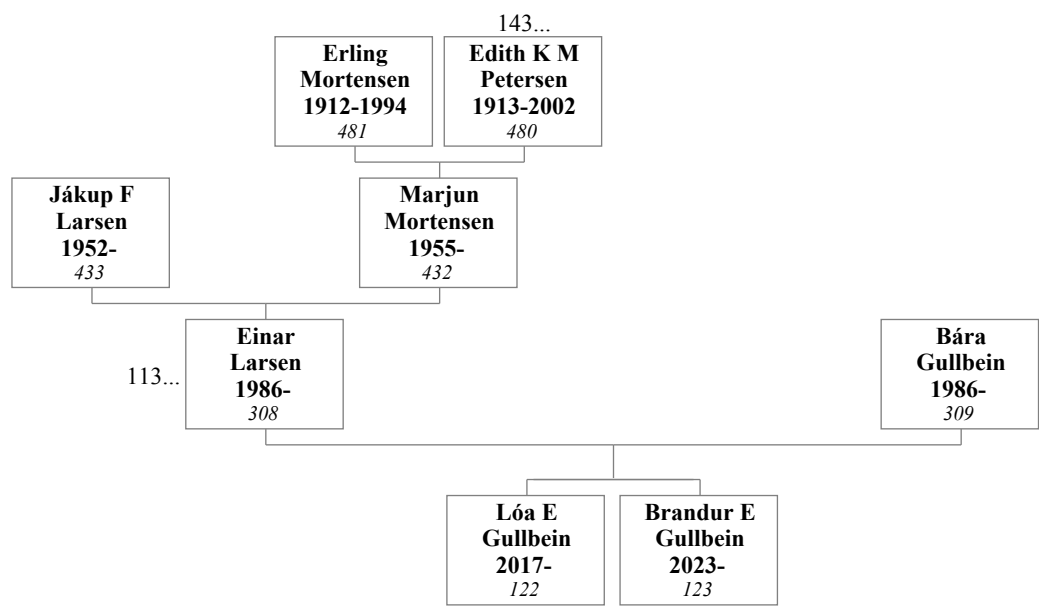 143...
Erling
Mortensen
1912-1994
481
Edith K M
Petersen
1913-2002
480
Jákup F
Larsen
1952-
433
Marjun
Mortensen
1955-
432
113...
Einar
Larsen
1986-
308
Bára
Gullbein
1986-
309
Lóa E
Gullbein
2017-
122
Brandur E
Gullbein
2023-
123